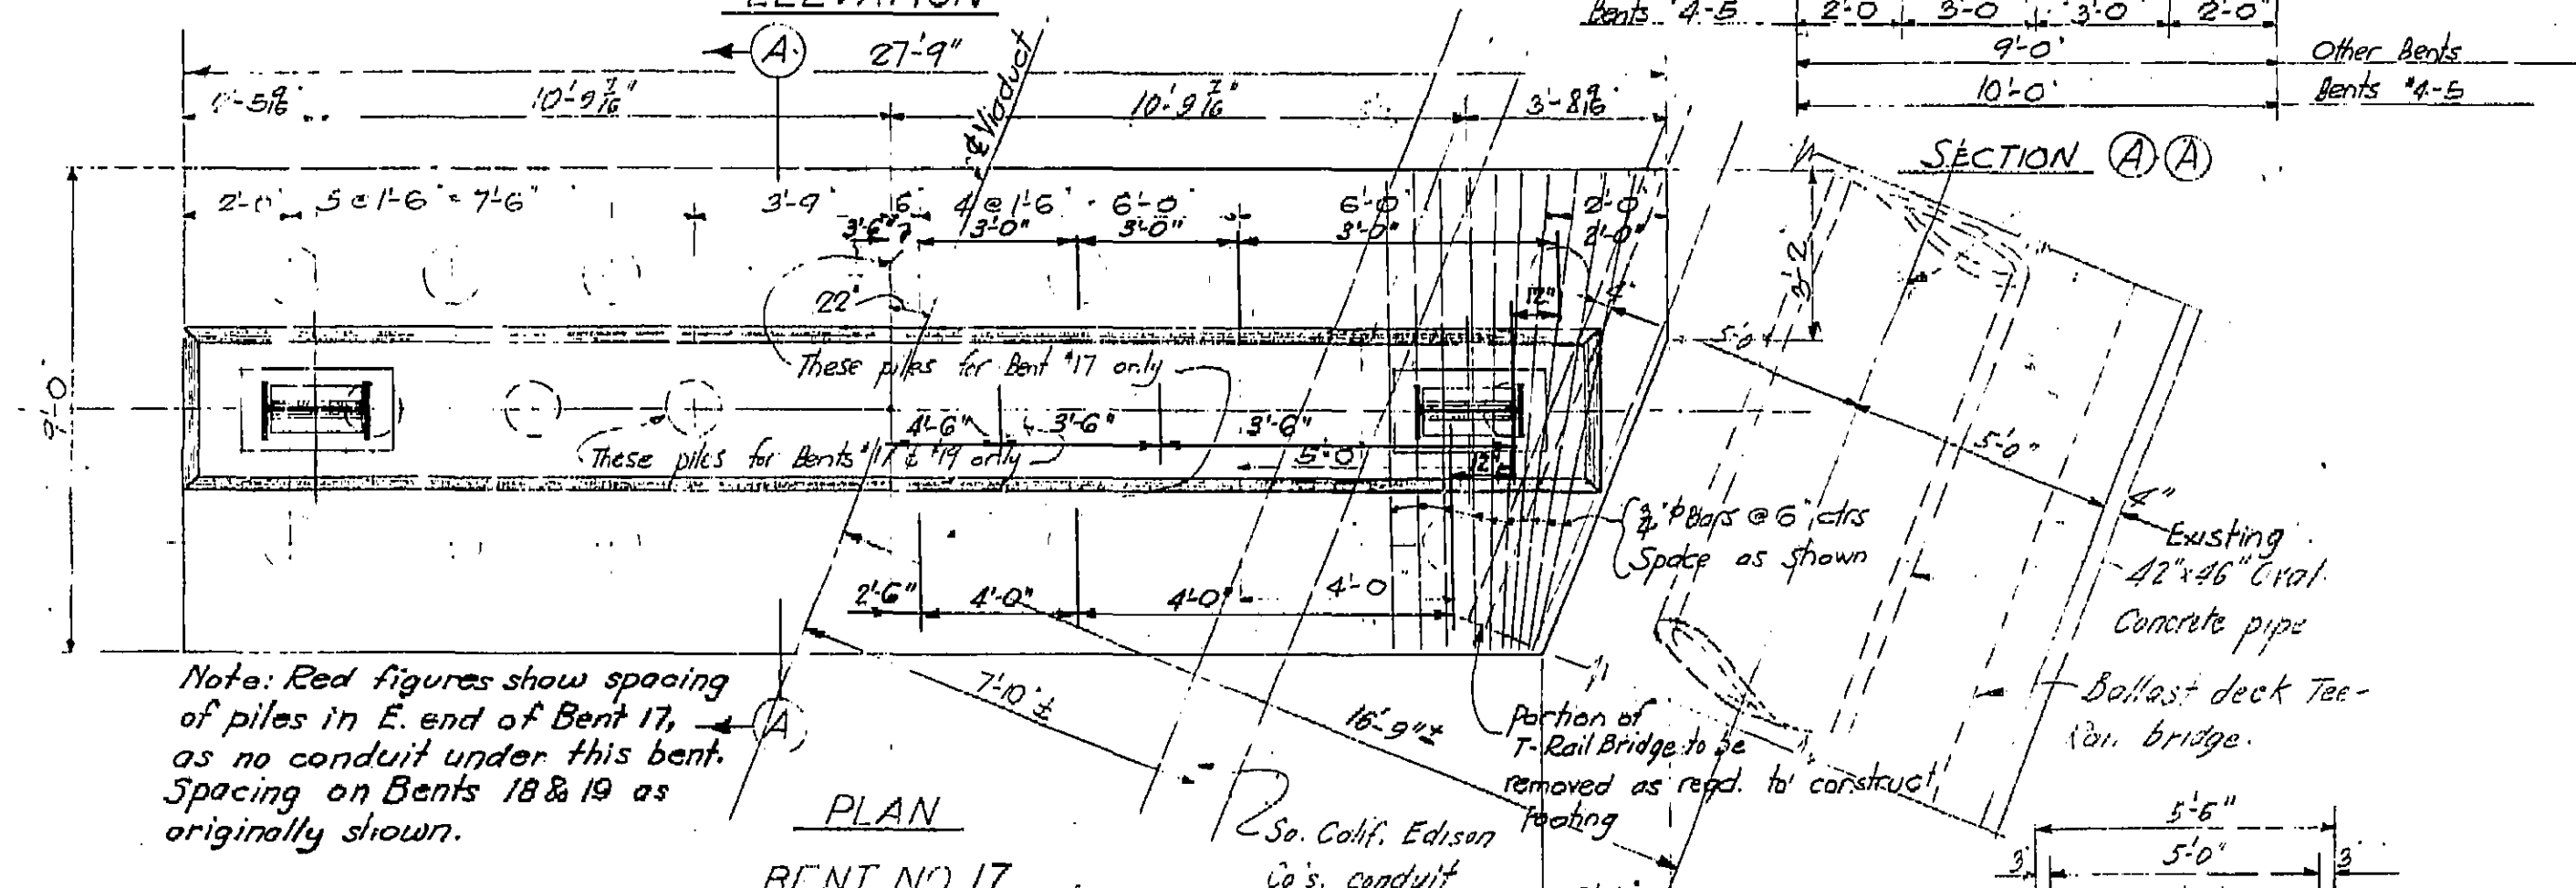 ELEVATION
A
27'-9"
10'-9 7/16"
10'-9 7/16"
3'-8 9/16"
℄ Viaduct
Bents #4-5
2'-0
3'-0
3'-0"
2'-0"
9'-0"
Other Bents
10'-0"
Bents #4-5
SECTION A A
2'-0" 5 @ 1'-6" = 7'-6"
3'-9"
6"
4 @ 1'-6" = 6'-0"
6'-0"
2'-0"
3'-6"
3'-0"
3'-0"
3'-0"
2'-0"
3'-2
22"
12"
5'-0"
These piles for Bent #17 only
9'-0
4'-6"
3'-6"
3'-6"
These piles for Bents #17 & #19 only
5'-0"
12"
5'-0"
4"
3/4" φ Bars @ 6" ctrs
Space as shown
Existing
42"x46" Oval
Concrete pipe
2'-6"
4'-0"
4'-0"
4'-0
Ballast deck Tee-
Rail bridge.
Note: Red figures show spacing
of piles in E. end of Bent 17,
as no conduit under this bent.
Spacing on Bents 18 & 19 as
originally shown.
A
7'-10"±
16'-9"±
Portion of
T-Rail Bridge to be
removed as reqd. to construct
footing
So. Calif. Edison
Co's. conduit
PLAN
BENT NO. 17
5'-6"
3"
5'-0"
3"